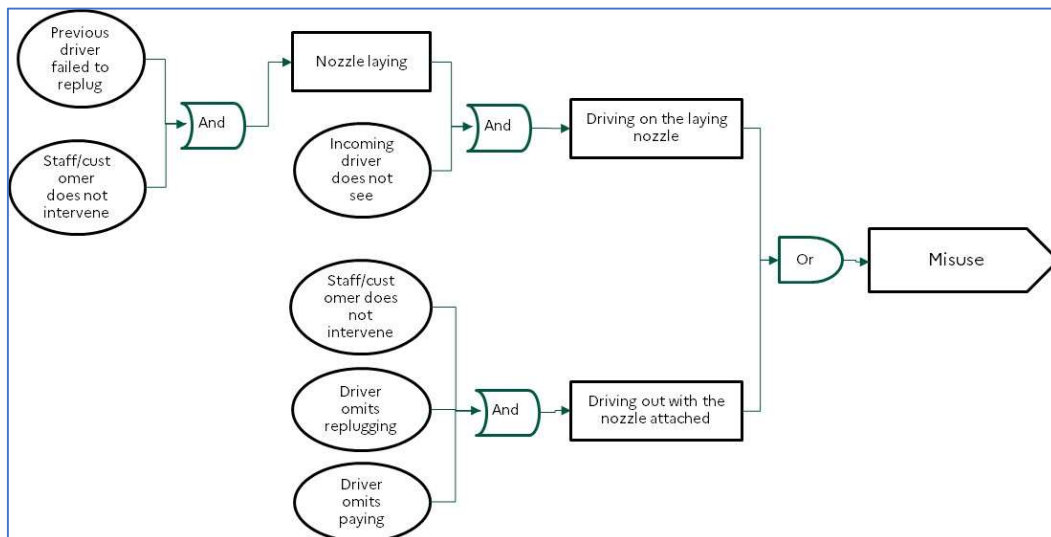 Previous
driver
failed to
replug
And
Nozzle laying
Staff/cust
omer
does not
intervene
Incoming
driver
does not
see
And
Driving on the laying
nozzle
Or
Misuse
Staff/cust
omer does
not
intervene
Driver
omits
replugging
Driver
omits
paying
And
Driving out with the
nozzle attached